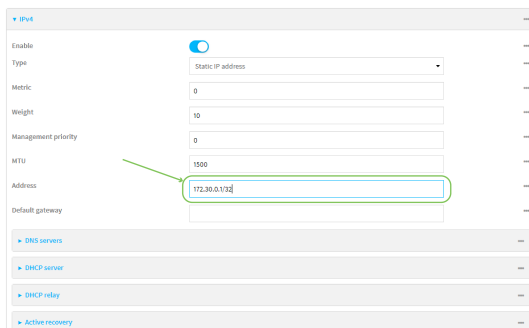 IPv4
Enable
Type Static IP address
Metric 0
Weight 10
Management priority 0
MTU 1500
Address 172.30.0.1/32
Default gateway
DNS servers
DHCP server
DHCP relay
Active recovery